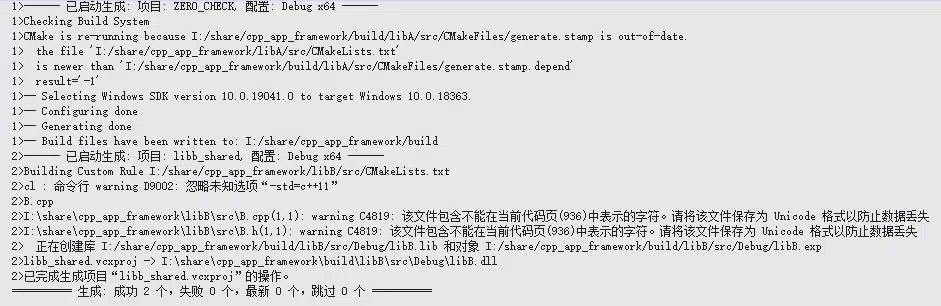 1>------ 已启动生成: 项目: ZERO_CHECK, 配置: Debug x64 ------
1>Checking Build System
1>CMake is re-running because I:/share/cpp_app_framework/build/libA/src/CMakeFiles/generate.stamp is out-of-date.
1>  the file 'I:/share/cpp_app_framework/libA/src/CMakeLists.txt'
1>  is newer than 'I:/share/cpp_app_framework/build/libA/src/CMakeFiles/generate.stamp.depend'
1>  result='-1'
1>-- Selecting Windows SDK version 10.0.19041.0 to target Windows 10.0.18363.
1>-- Configuring done
1>-- Generating done
1>-- Build files have been written to: I:/share/cpp_app_framework/build
2>------ 已启动生成: 项目: libb_shared, 配置: Debug x64 ------
2>Building Custom Rule I:/share/cpp_app_framework/libB/src/CMakeLists.txt
2>cl : 命令行 warning D9002: 忽略未知选项“-std=c++11”
2>B.cpp
2>I:\share\cpp_app_framework\libB\src\B.cpp(1,1): warning C4819: 该文件包含不能在当前代码页(936)中表示的字符。请将该文件保存为 Unicode 格式以防止数据丢失
2>I:\share\cpp_app_framework\libB\src\B.h(1,1): warning C4819: 该文件包含不能在当前代码页(936)中表示的字符。请将该文件保存为 Unicode 格式以防止数据丢失
2>  正在创建库 I:/share/cpp_app_framework/build/libB/src/Debug/libB.lib 和对象 I:/share/cpp_app_framework/build/libB/src/Debug/libB.exp
2>libb_shared.vcxproj -> I:\share\cpp_app_framework\build\libB\src\Debug\libB.dll
2>已完成生成项目“libb_shared.vcxproj”的操作。
========== 生成: 成功 2 个，失败 0 个，最新 0 个，跳过 0 个 ==========